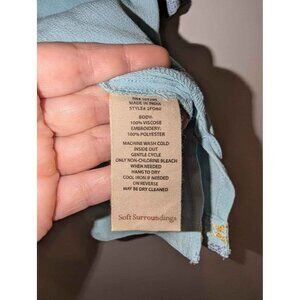 MADE IN INDIA
BODY:
100% VISCOSE
EMBROIDERY:
100% POLYESTER
MACHINE WASH COLD
INSIDE OUT
GENTLE CYCLE
ONLY NON-CHLORINE BLEACH
WHEN NEEDED
HANG TO DRY
COOL IRON IF NEEDED
ON REVERSE
MAY BE DRY CLEANED
Soft Surroundings